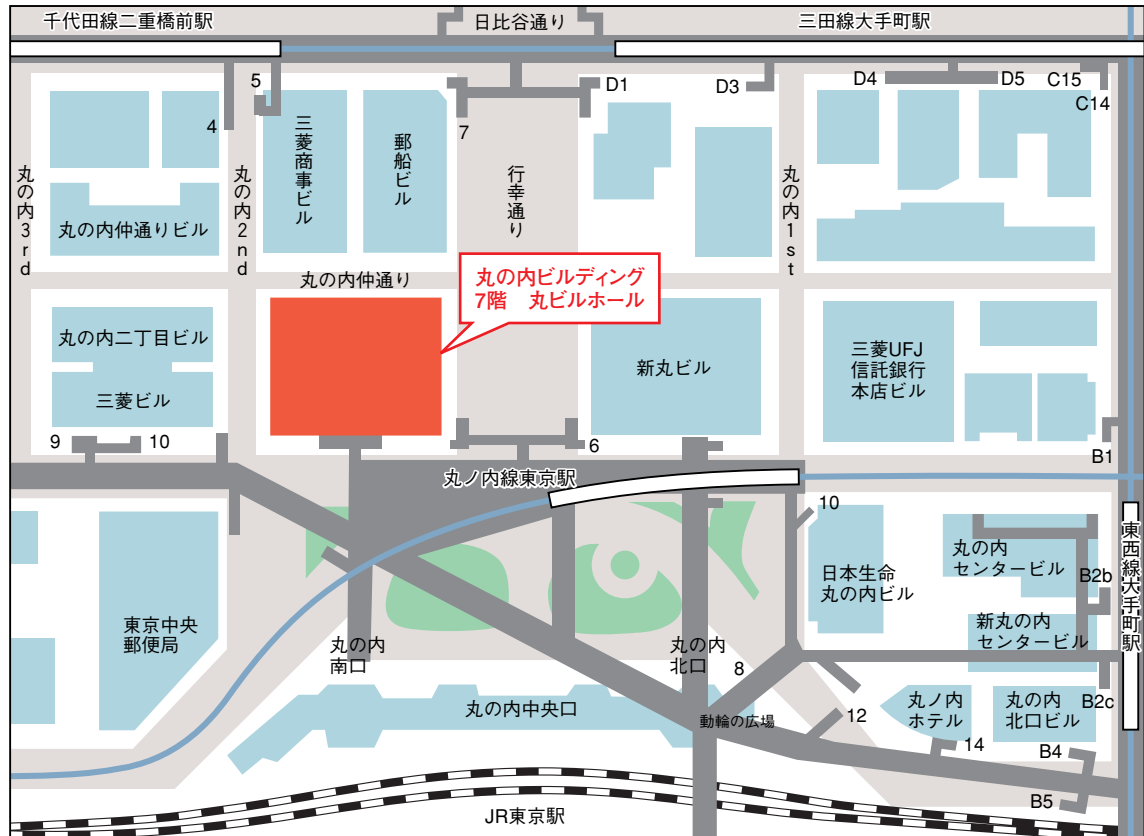 千代田線二重橋前駅
日比谷通り
三田線大手町駅
5
4
7
D1
D3
D4
D5
C15
C14
三菱商事ビル
郵船ビル
行幸通り
丸の内3rd
丸の内2nd
丸の内1st
丸の内仲通りビル
丸の内仲通り
丸の内ビルディング
7階　丸ビルホール
丸の内二丁目ビル
三菱ビル
新丸ビル
三菱UFJ
信託銀行
本店ビル
9
10
6
B1
丸ノ内線東京駅
10
東京中央
郵便局
日本生命
丸の内ビル
丸の内
センタービル
B2b
新丸の内
センタービル
東西線大手町駅
丸の内
南口
丸の内
北口
8
丸の内中央口
動輪の広場
12
丸ノ内
ホテル
丸の内
北口ビル
B2c
14
B4
B5
JR東京駅